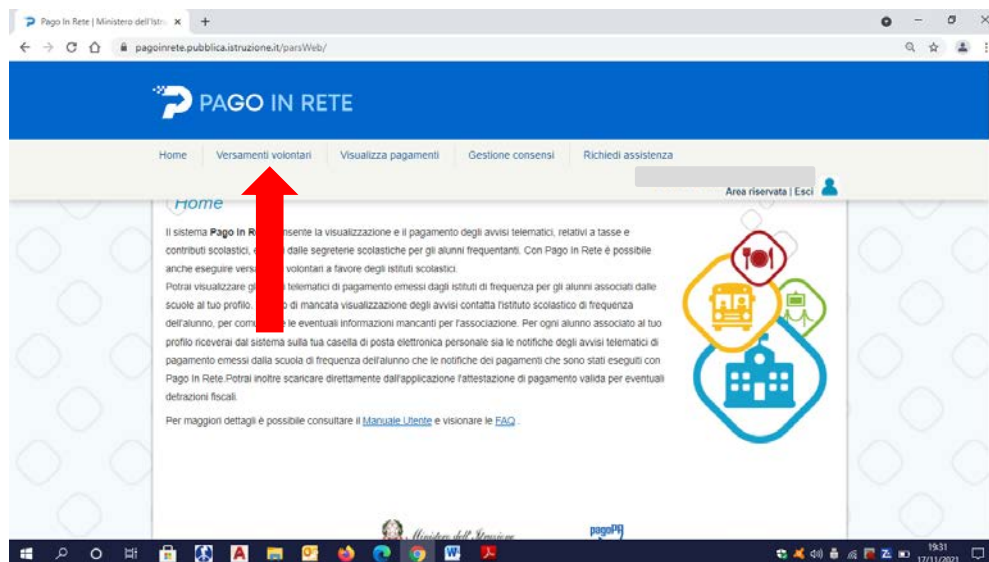 Pago In Rete | Ministero dell'Istr
pagoinrete.pubblica.istruzione.it/parsWeb/
PAGO IN RETE
Home Versamenti volontari Visualizza pagamenti Gestione consensi Richiedi assistenza
Area riservata | Esci
Home
Il sistema Pago In R nsente la visualizzazione e il pagamento degli avvisi telematici, relativi a tasse e
contributi scolastici, dalle segreterie scolastiche per gli alunni frequentanti. Con Pago In Rete è possibile
anche eseguire vers volontari a favore degli istituti scolastici.
Potrai visualizzare gl telematici di pagamento emessi dagli istituti di frequenza per gli alunni associati dalle
scuole al tuo profilo. di mancata visualizzazione degli avvisi contatta l'istituto scolastico di frequenza
dell'alunno, per com le eventuali informazioni mancanti per l'associazione. Per ogni alunno associato al tuo
profilo riceverai dal sistema sulla tua casella di posta elettronica personale sia le notifiche degli avvisi telematici di
pagamento emessi dalla scuola di frequenza dell'alunno che le notifiche dei pagamenti che sono stati eseguiti con
Pago In Rete.Potrai inoltre scaricare direttamente dall'applicazione l'attestazione di pagamento valida per eventuali
detrazioni fiscali.
Per maggiori dettagli è possibile consultare il Manuale Utente e visionare le FAQ .
Ministero dell'Istruzione
pagoPA
19:31
17/11/2021